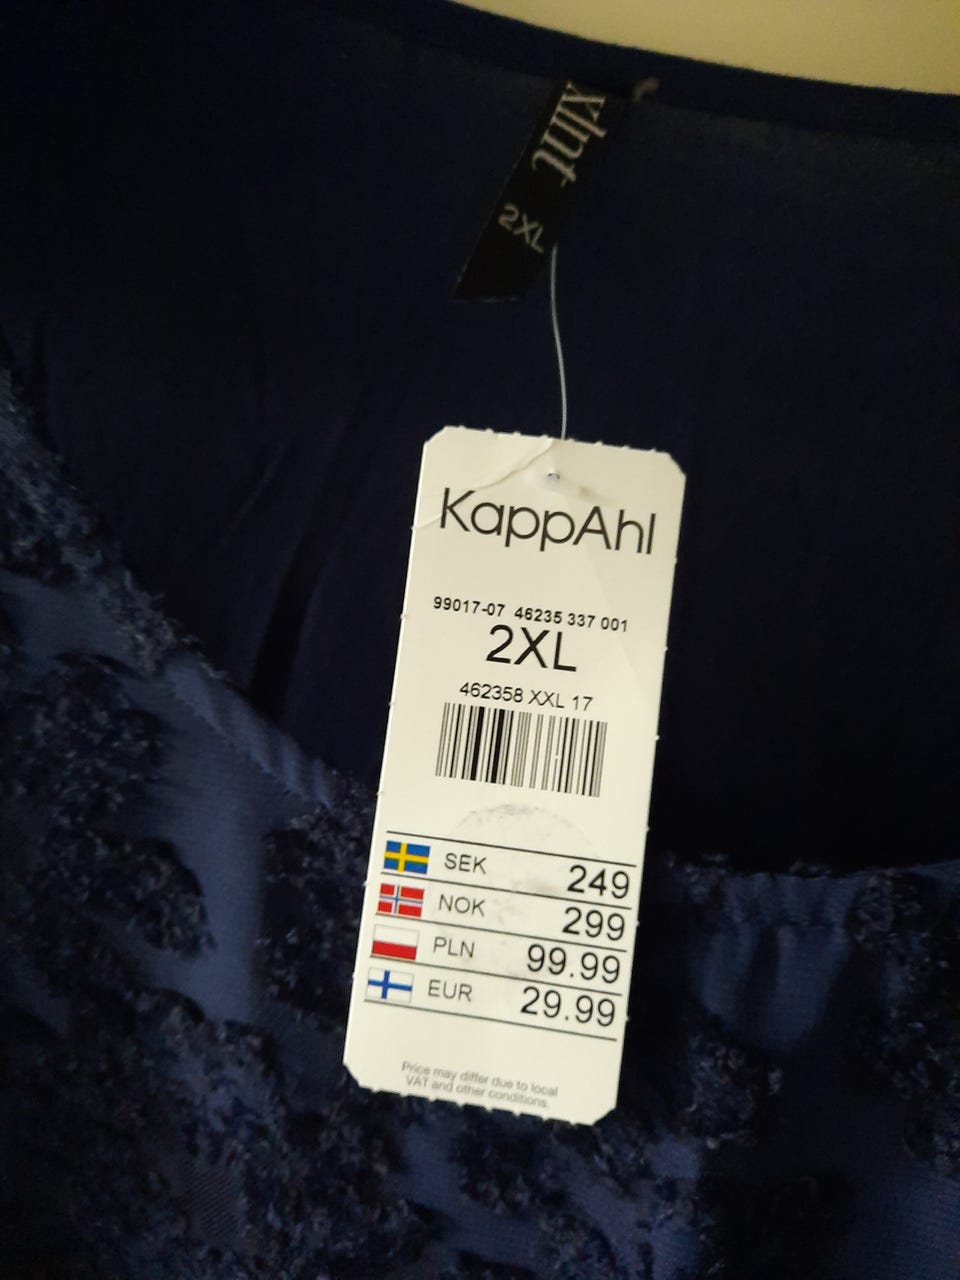 xlnt
2XL
KappAhl
99017-07 46235 337 001
2XL
462358 XXL 17
SEK 249
NOK 299
PLN 99.99
EUR 29.99
Price may differ due to local
VAT and other conditions.